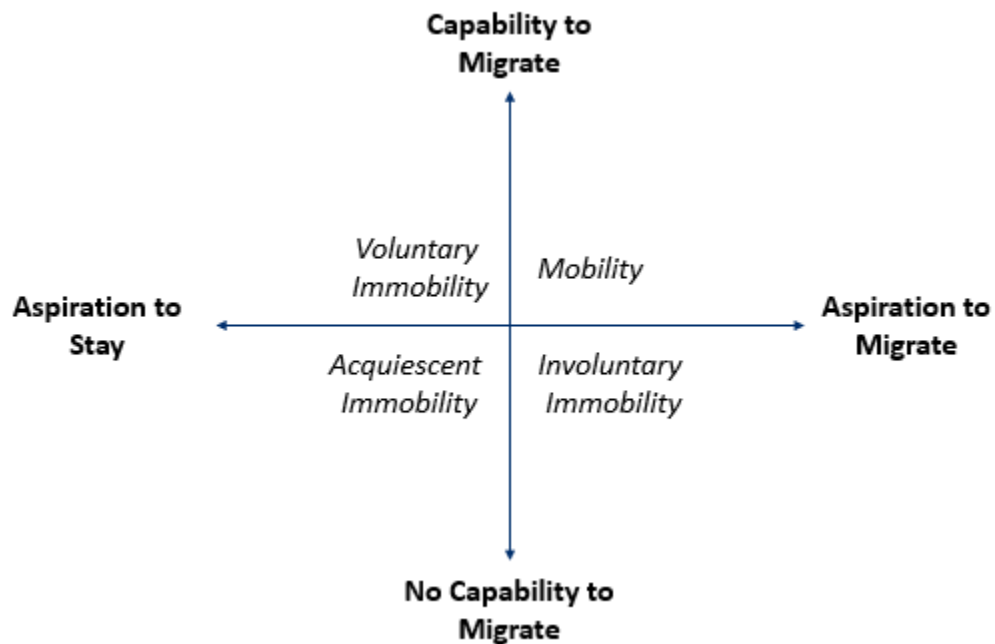 Capability to
Migrate
Voluntary
Immobility
Mobility
Aspiration to
Stay
Aspiration to
Migrate
Acquiescent
Immobility
Involuntary
Immobility
No Capability to
Migrate